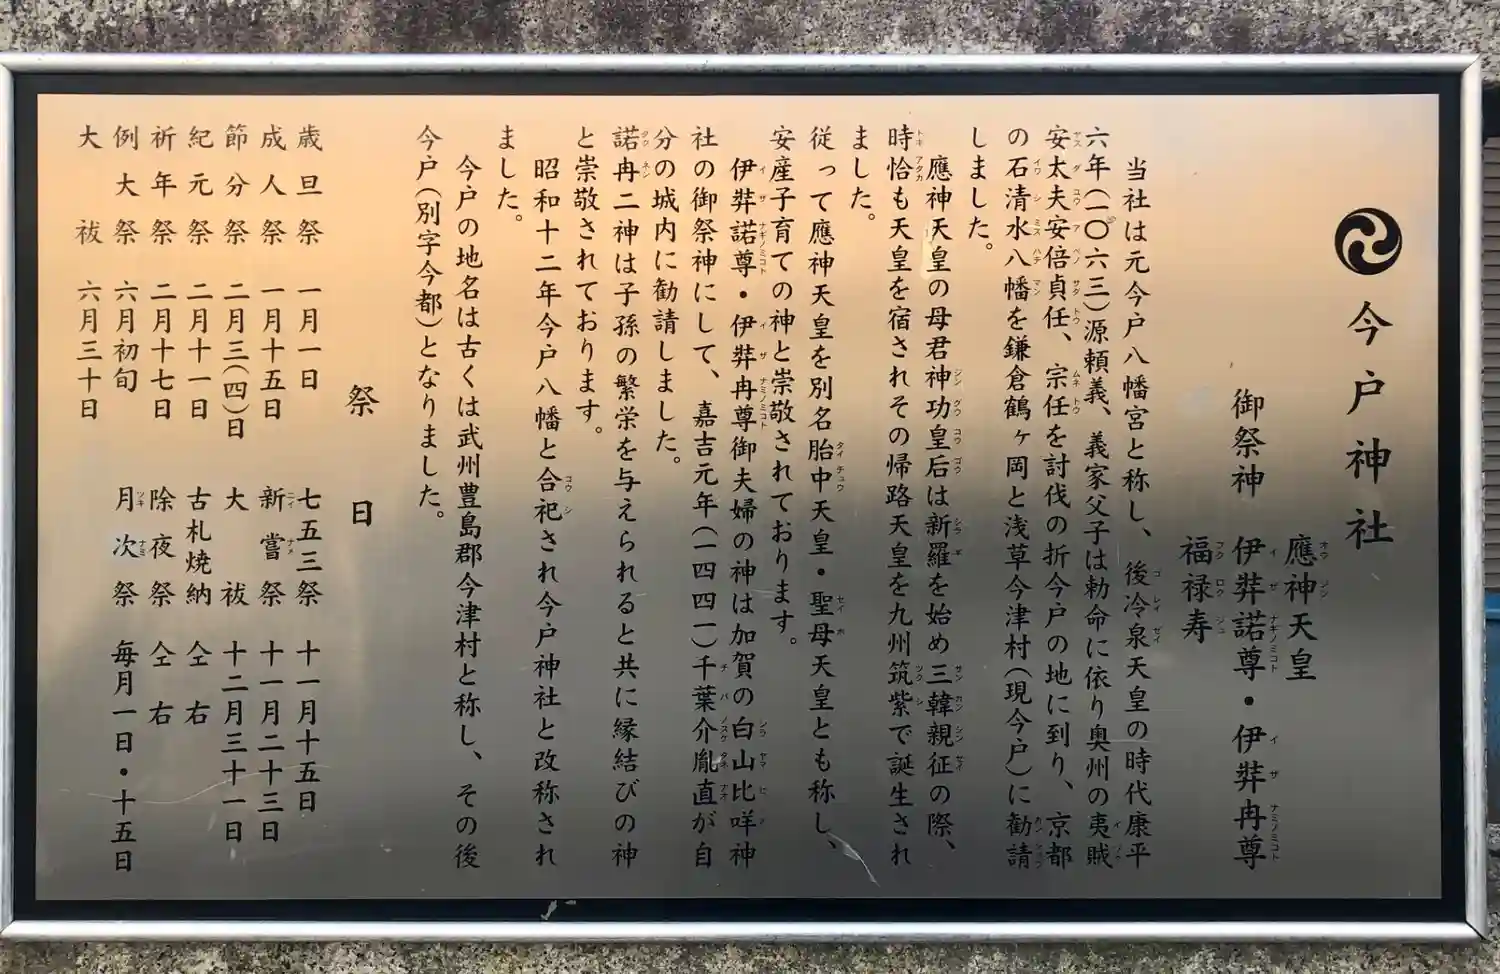 今戸神社
御祭神
應神天皇
伊弉諾尊・伊弉冉尊
福禄寿
当社は元今戸八幡宮と称し、後冷泉天皇の時代康平
六年(一〇六三)源頼義、義家父子は勅命に依り奥州の夷賊
安太夫安倍貞任、宗任を討伐の折今戸の地に到り、京都
の石清水八幡を鎌倉鶴ヶ岡と浅草今津村(現今戸)に勧請
しました。
應神天皇の母君神功皇后は新羅を始め三韓親征の際、
時恰も天皇を宿されその帰路天皇を九州筑紫で誕生され
ました。
従って應神天皇を別名胎中天皇・聖母天皇とも称し、
安産子育ての神と崇敬されております。
伊弉諾尊・伊弉冉尊御夫婦の神は加賀の白山比咩神
社の御祭神にして、嘉吉元年(一四四一)千葉介胤直が自
分の城内に勧請しました。
諾冉二神は子孫の繁栄を与えられると共に縁結びの神
と崇敬されております。
昭和十二年今戸八幡と合祀され今戸神社と改称され
ました。
今戸の地名は古くは武州豊島郡今津村と称し、その後
今戸(別字今都)となりました。
祭日
歳旦祭 一月一日 七五三祭 十一月十五日
成人祭 一月十五日 新嘗祭 十一月二十三日
節分祭 二月三(四)日 大祓 十二月三十一日
紀元祭 二月十一日 古札焼納 仝右
祈年祭 二月十七日 除夜祭 仝右
例大祭 六月初旬 月次祭 毎月一日・十五日
大祓 六月三十日